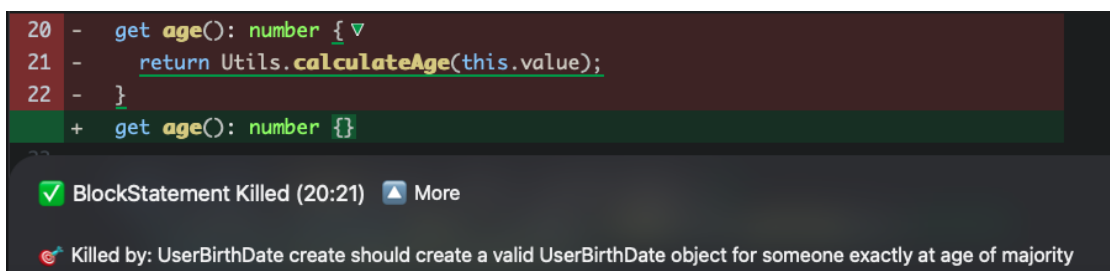 20 - get age(): number {
21 - return Utils.calculateAge(this.value);
22 - }
+ get age(): number {}
✅ BlockStatement Killed (20:21) 🔼 More
🎯 Killed by: UserBirthDate create should create a valid UserBirthDate object for someone exactly at age of majority